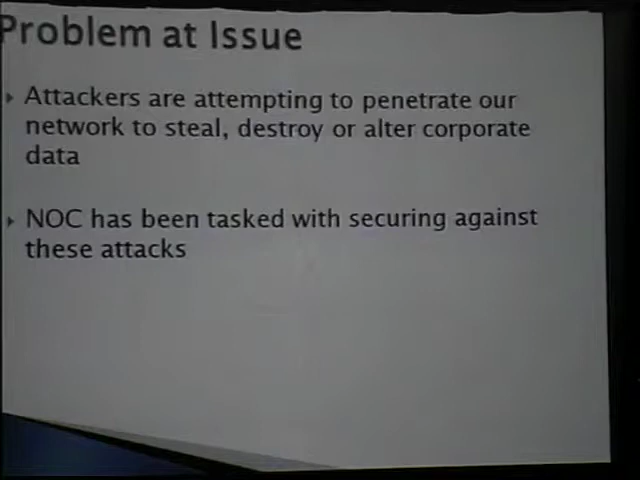 Problem at Issue
Attackers are attempting to penetrate our
network to steal, destroy or alter corporate
data
NOC has been tasked with securing against
these attacks